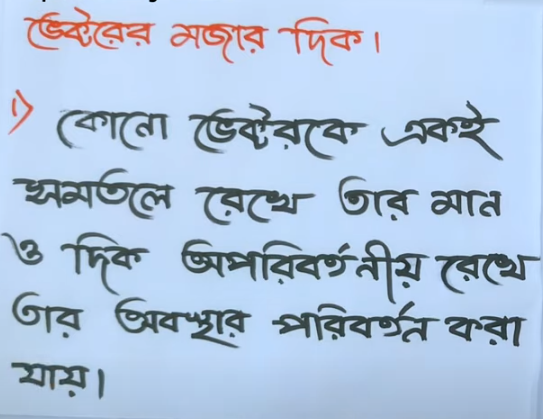 ভেক্টরের মজার দিক।
১) কোনো ভেক্টরকে একই
সমতলে রেখে তার মান
ও দিক অপরিবর্তনীয় রেখে
তার অবস্থার পরিবর্তন করা
যায়।